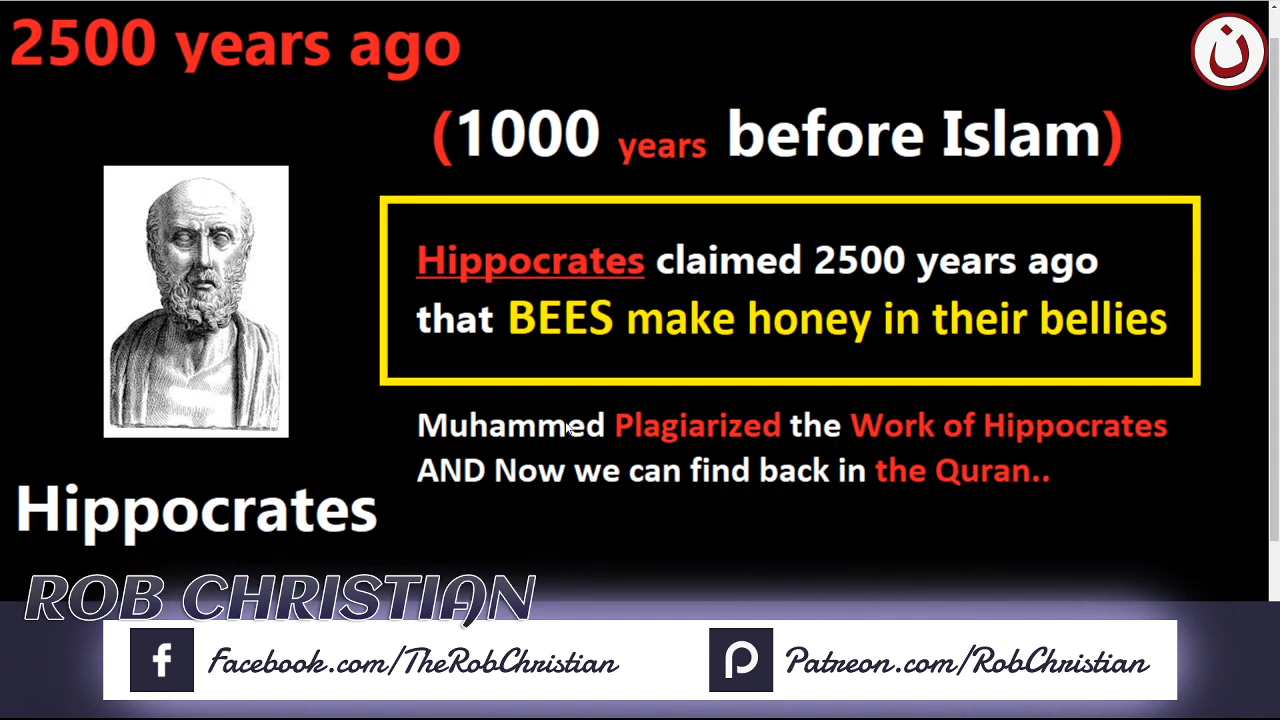 2500 years ago
ن
(1000 years before Islam)
Hippocrates claimed 2500 years ago
that BEES make honey in their bellies
Muhammed Plagiarized the Work of Hippocrates
AND Now we can find back in the Quran..
Hippocrates
ROB CHRISTIAN
Facebook.com/TheRobChristian
Patreon.com/RobChristian